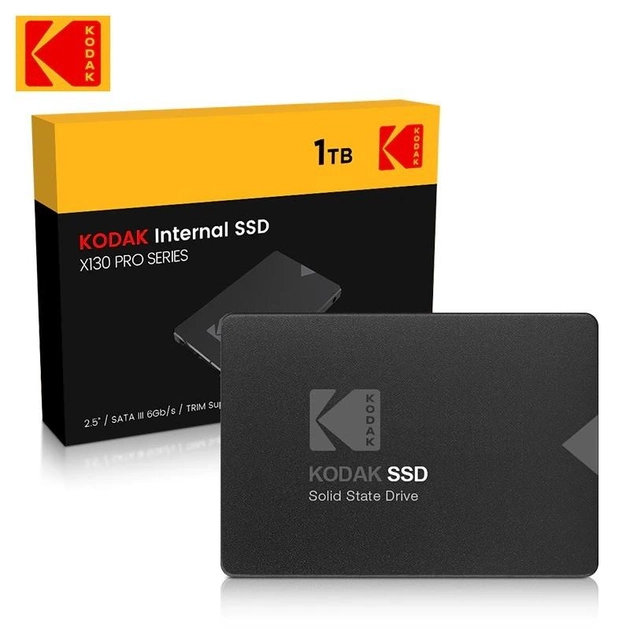 KODAK
1TB
KODAK
KODAK Internal SSD
X130 PRO SERIES
2.5" / SATA III 6Gb/s / TRIM Su
KODAK
KODAK SSD
Solid State Drive